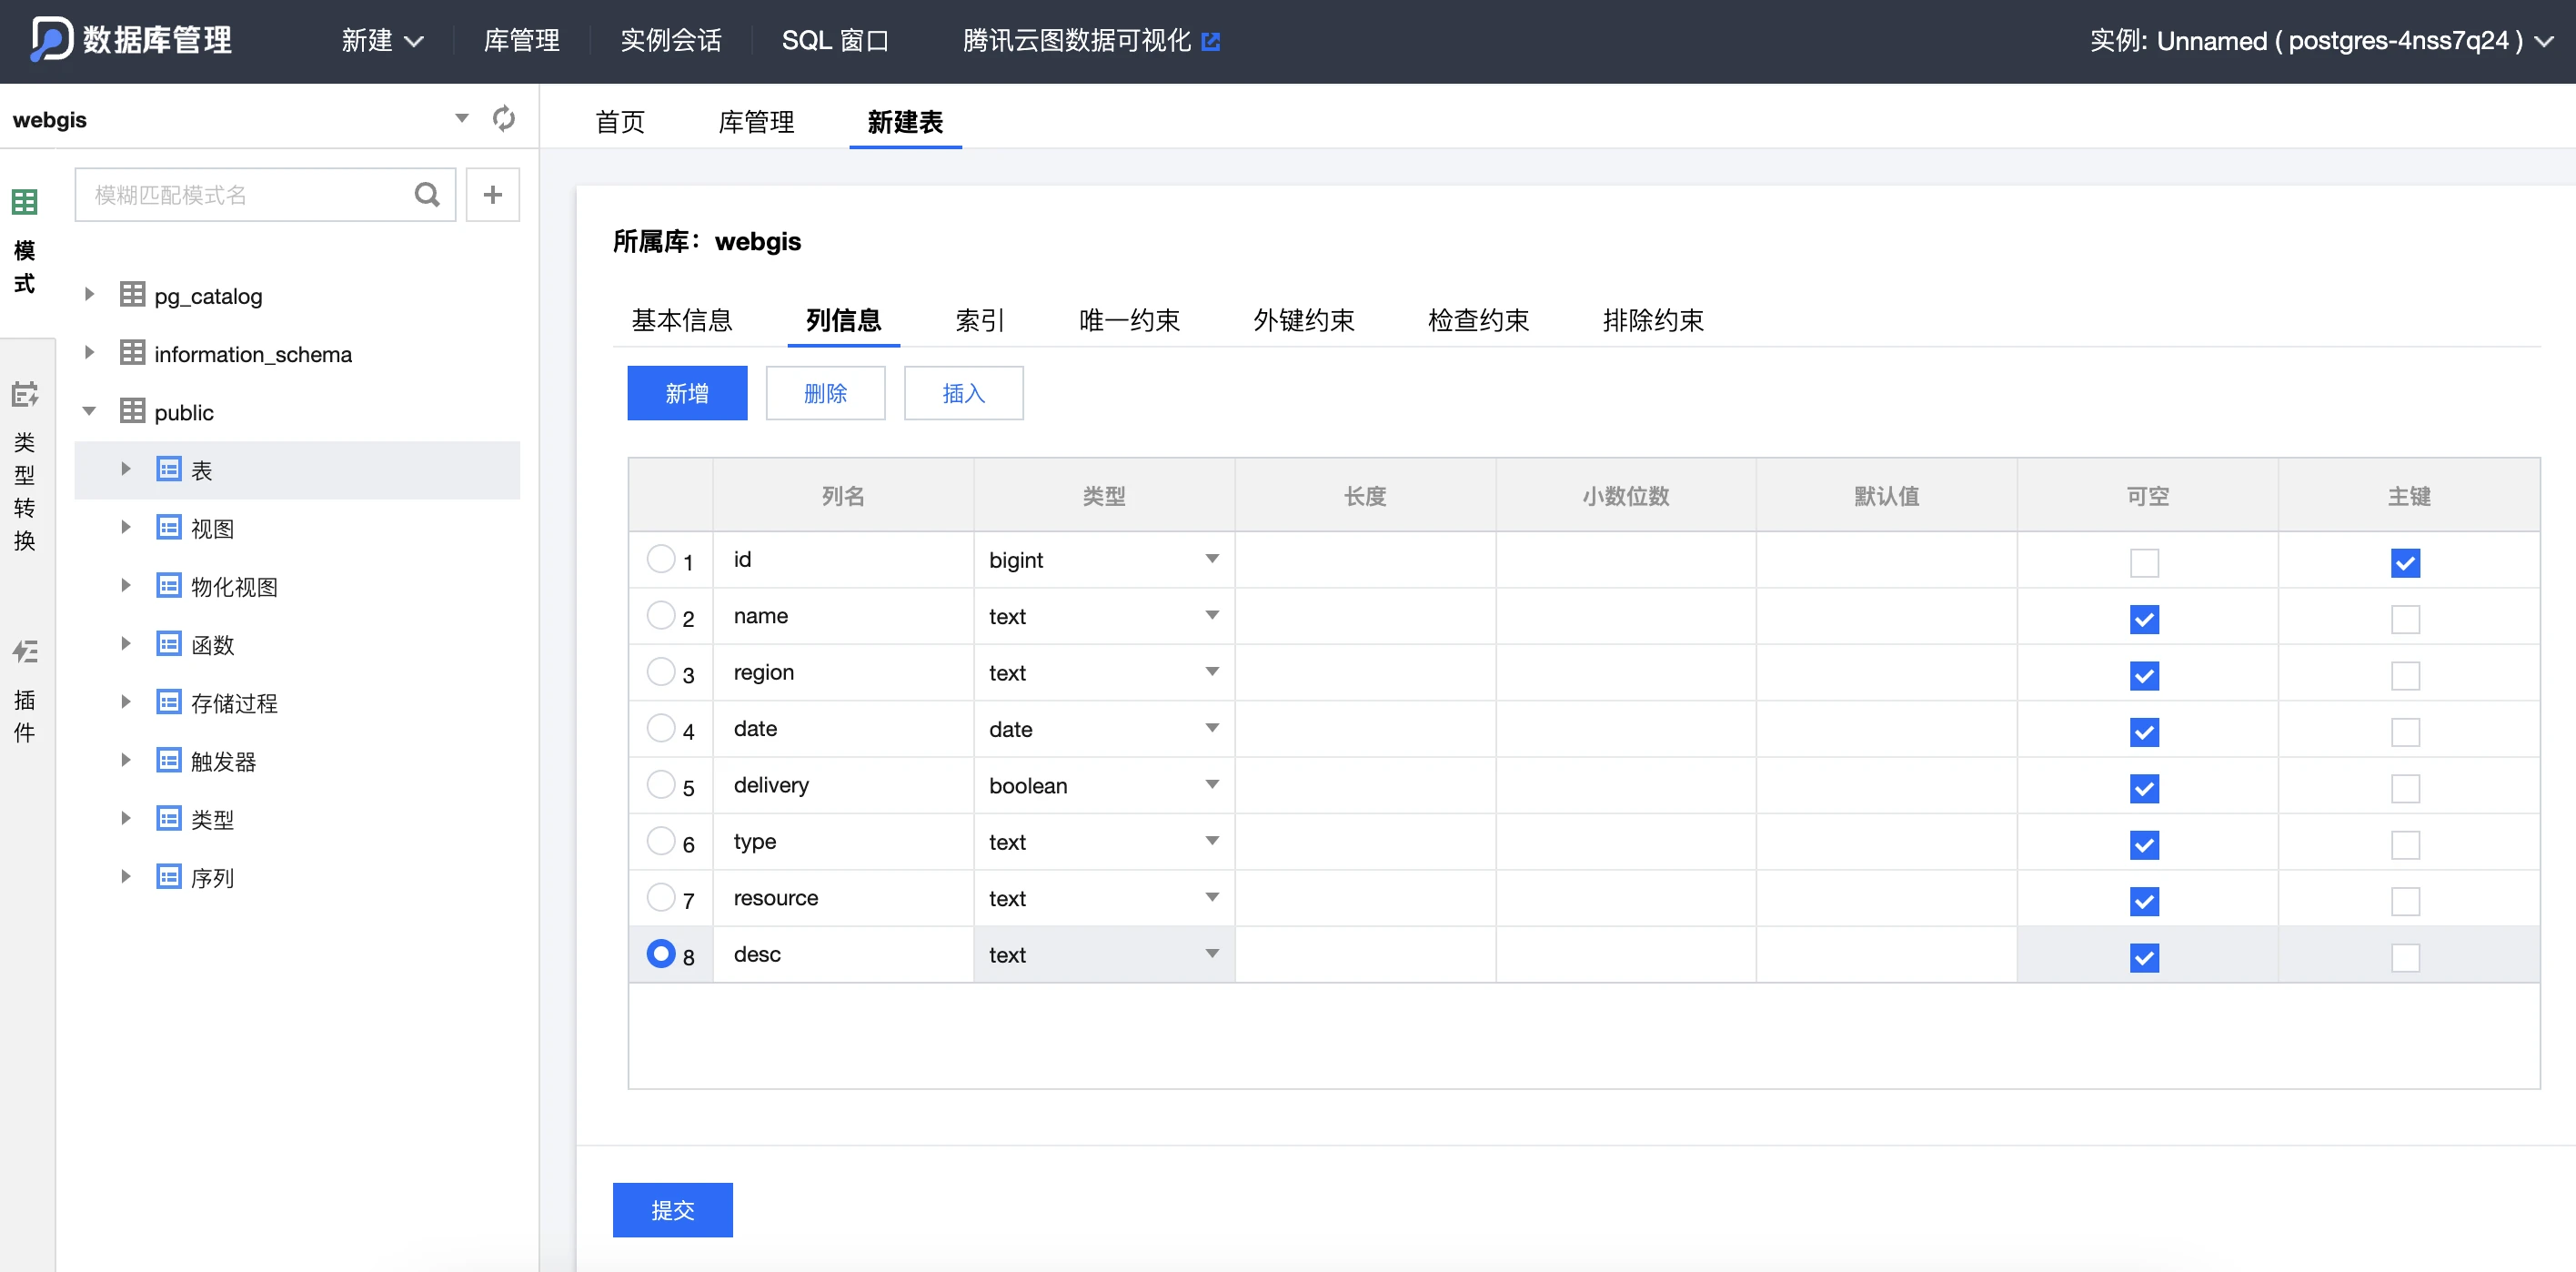 数据库管理 新建 库管理 实例会话 SQL 窗口 腾讯云图数据可视化 实例: Unnamed ( postgres-4nss7q24 )
webgis
首页 库管理 新建表
模式
类型转换
插件
模糊匹配模式名
pg_catalog
information_schema
public
表
视图
物化视图
函数
存储过程
触发器
类型
序列
所属库：webgis
基本信息 列信息 索引 唯一约束 外键约束 检查约束 排除约束
新增 删除 插入
列名 类型 长度 小数位数 默认值 可空 主键
1 id bigint
2 name text
3 region text
4 date date
5 delivery boolean
6 type text
7 resource text
8 desc text
提交